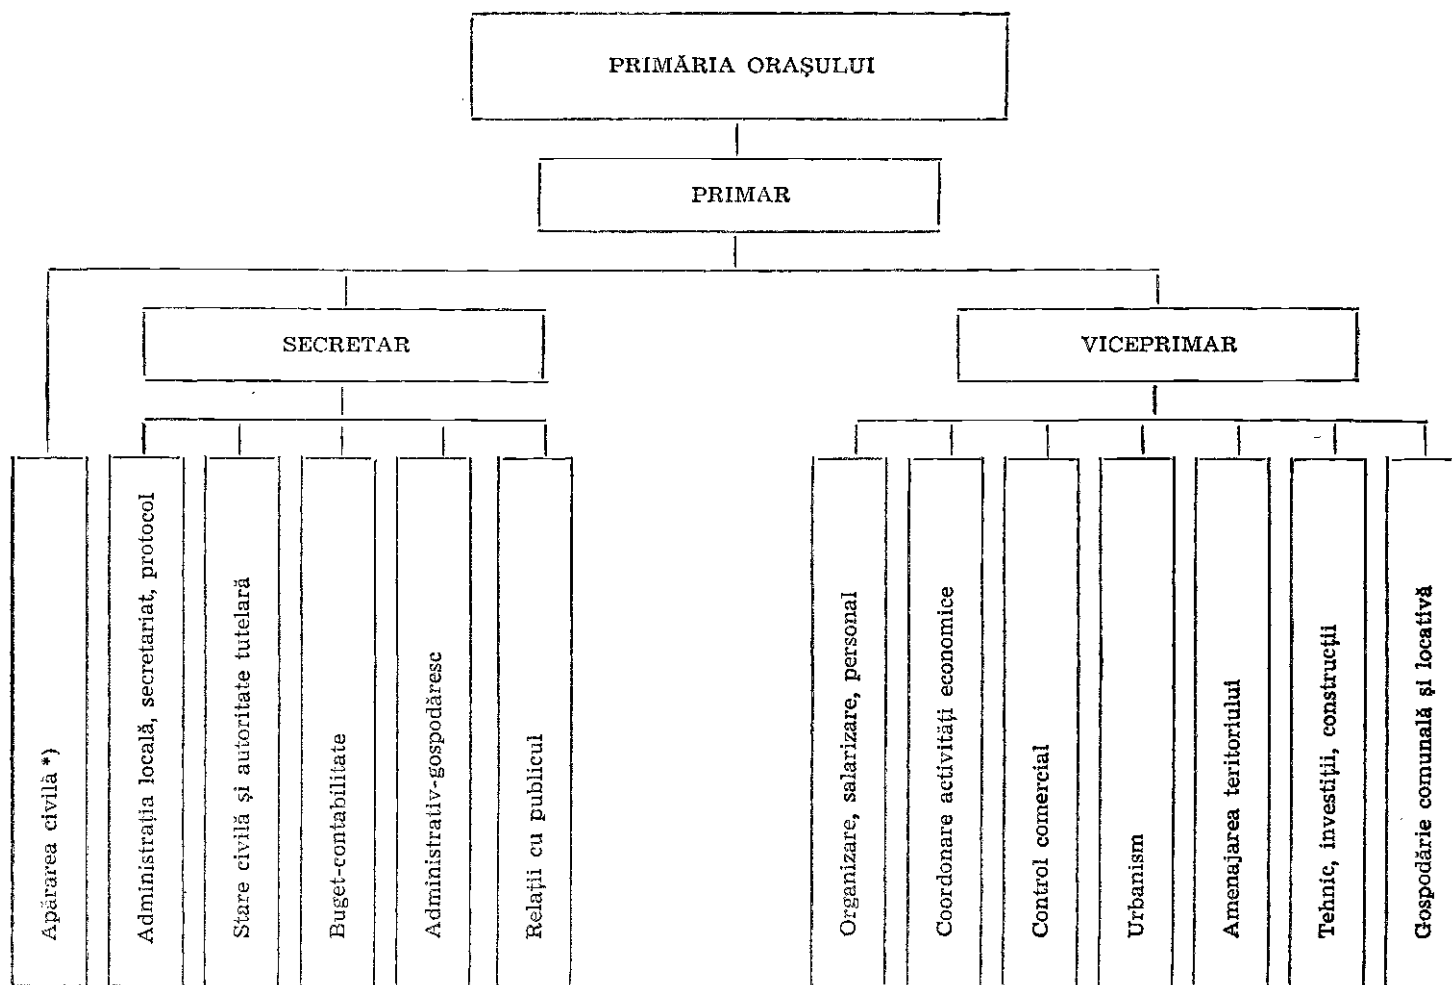 PRIMĂRIA ORAȘULUI
PRIMAR
SECRETAR
VICEPRIMAR
Apărarea civilă *)
Administrația locală, secretariat, protocol
Stare civilă și autoritate tutelară
Buget-contabilitate
Administrativ-gospodăresc
Relații cu publicul
Organizare, salarizare, personal
Coordonare activități economice
Control comercial
Urbanism
Amenajarea teritoriului
Tehnic, investiții, construcții
Gospodărie comunală și locativă